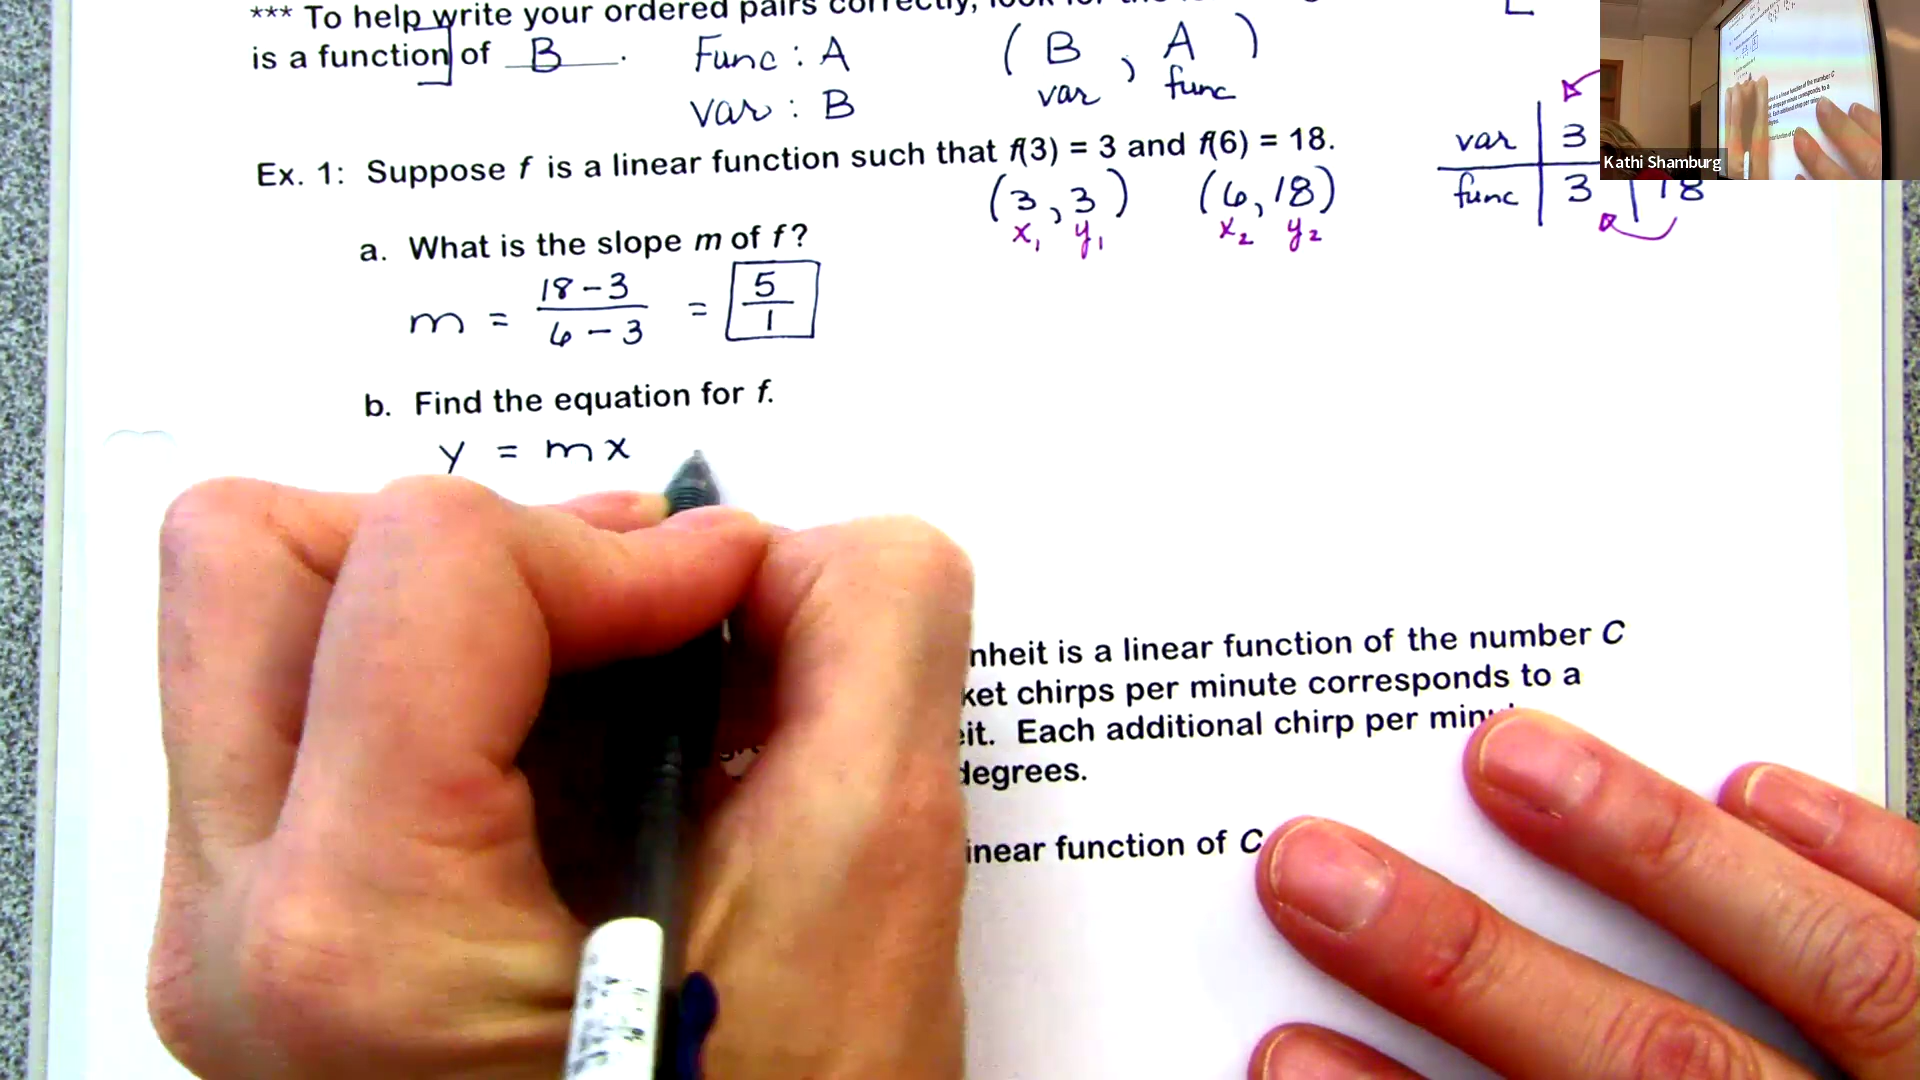 *** To help write your ordered pairs correctly,
is a function of B . Func : A ( B , A )
var : B var func
Ex. 1: Suppose f is a linear function such that f(3) = 3 and f(6) = 18.
var 3
func 3 18
Kathi Shamburg
(3, 3) (6, 18)
x1 y1 x2 y2
a. What is the slope m of f?
m = 18 - 3 / 6 - 3 = 5 / 1
b. Find the equation for f.
y = mx
nheit is a linear function of the number C
ket chirps per minute corresponds to a
eit. Each additional chirp per
degrees.
inear function of C